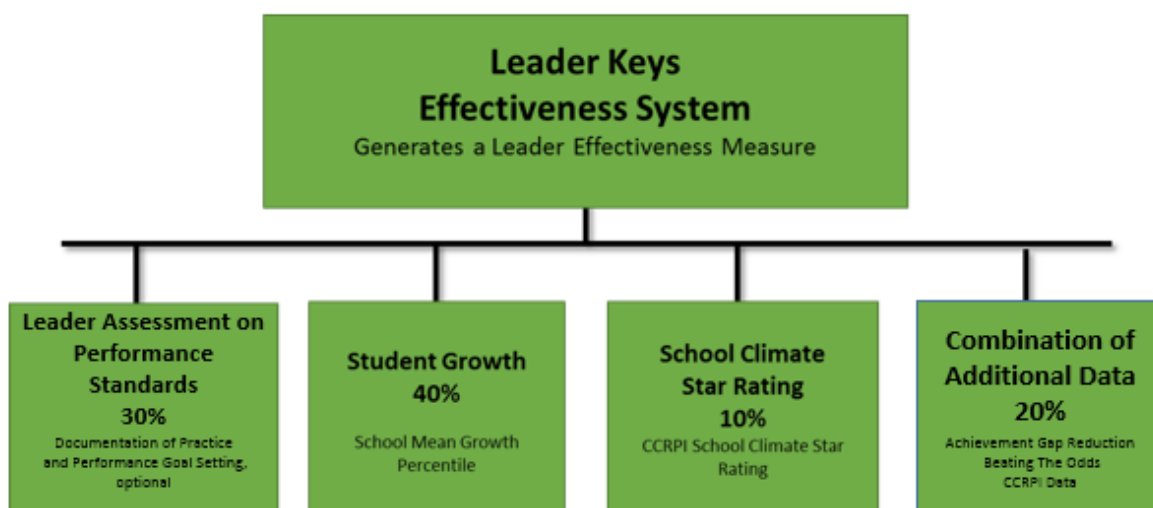 Leader Keys
Effectiveness System
Generates a Leader Effectiveness Measure
Leader Assessment on
Performance
Standards
30%
Documentation of Practice
and Performance Goal Setting,
optional
Student Growth
40%
School Mean Growth
Percentile
School Climate
Star Rating
10%
CCRPI School Climate Star
Rating
Combination of
Additional Data
20%
Achievement Gap Reduction
Beating The Odds
CCRPI Data